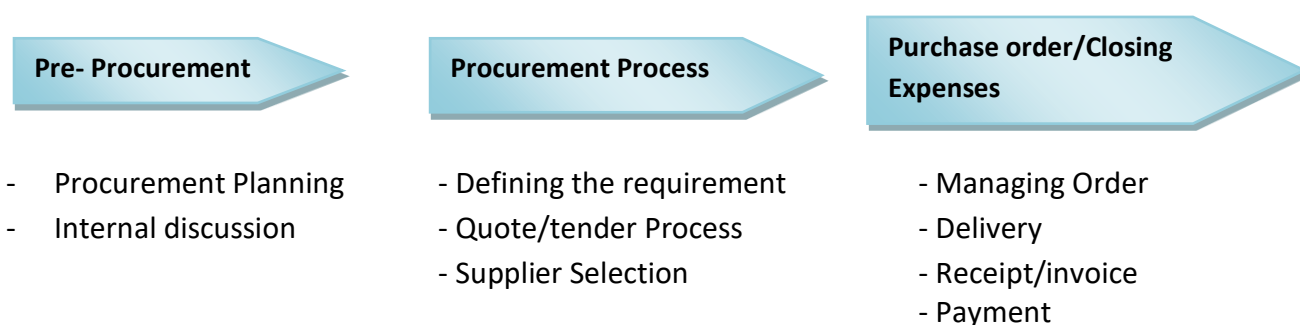 Pre- Procurement
- Procurement Planning
- Internal discussion
Procurement Process
- Defining the requirement
- Quote/tender Process
- Supplier Selection
Purchase order/Closing
Expenses
- Managing Order
- Delivery
- Receipt/invoice
- Payment